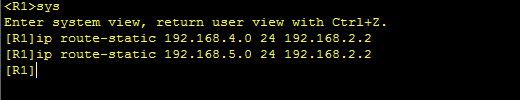 <R1>sys
Enter system view, return user view with Ctrl+Z.
[R1]ip route-static 192.168.4.0 24 192.168.2.2
[R1]ip route-static 192.168.5.0 24 192.168.2.2
[R1]